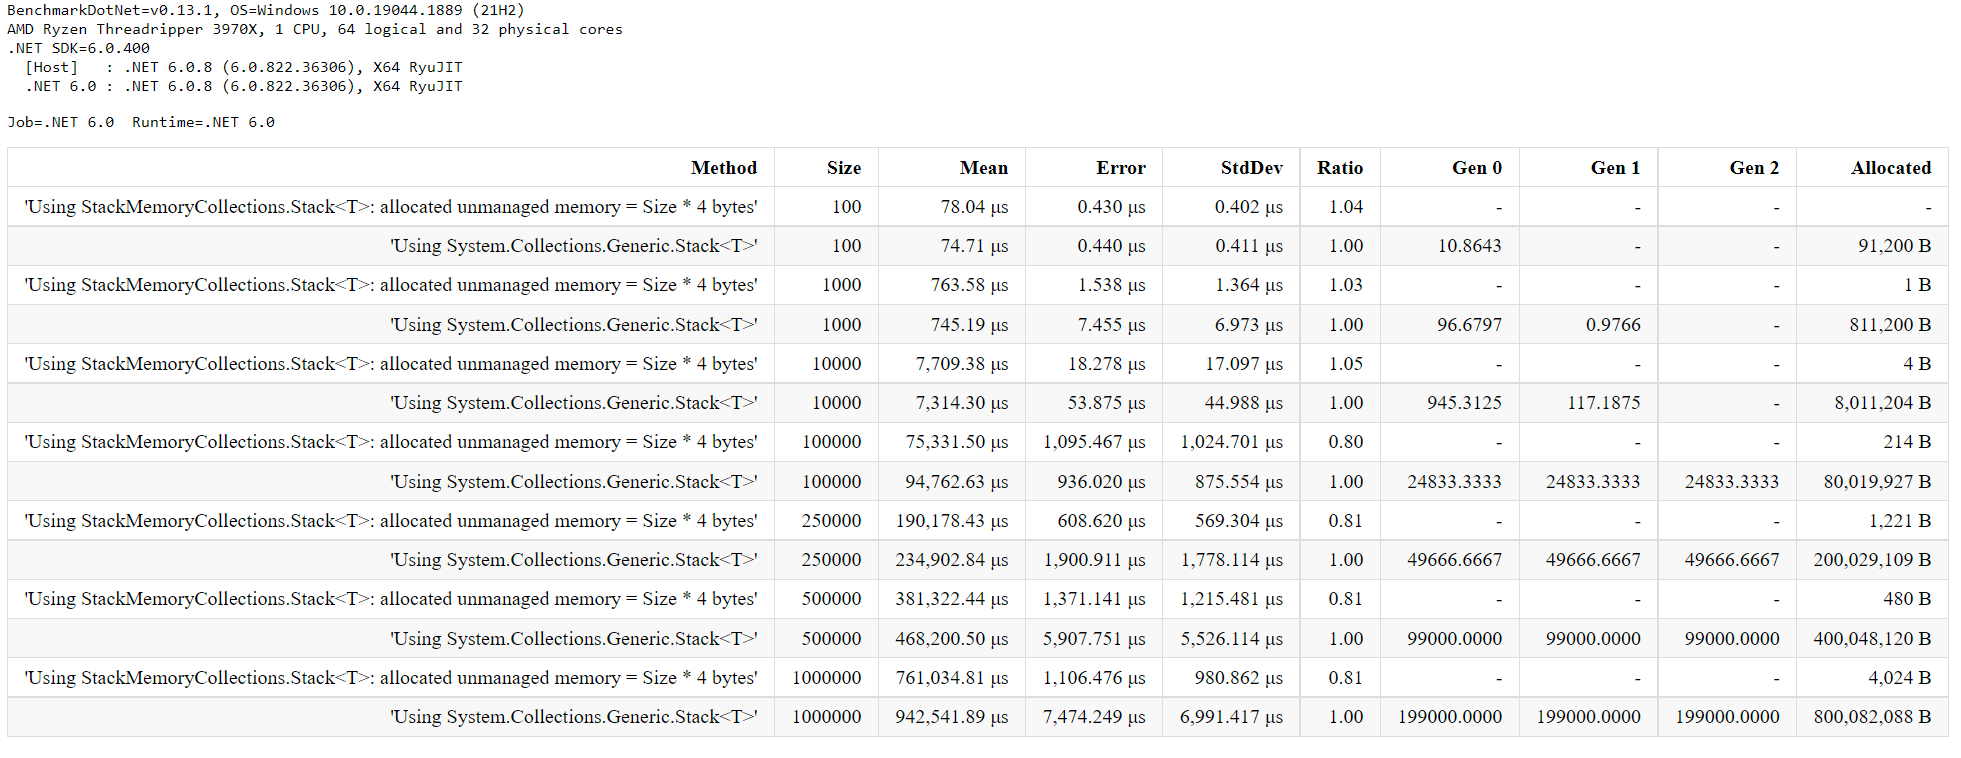 BenchmarkDotNet=v0.13.1, OS=Windows 10.0.19044.1889 (21H2)
AMD Ryzen Threadripper 3970X, 1 CPU, 64 logical and 32 physical cores
.NET SDK=6.0.400
[Host]   : .NET 6.0.8 (6.0.822.36306), X64 RyuJIT
.NET 6.0 : .NET 6.0.8 (6.0.822.36306), X64 RyuJIT
Job=.NET 6.0  Runtime=.NET 6.0
Method Size Mean Error StdDev Ratio Gen 0 Gen 1 Gen 2 Allocated
'Using StackMemoryCollections.Stack<T>: allocated unmanaged memory = Size * 4 bytes' 100 78.04 μs 0.430 μs 0.402 μs 1.04 - - - -
'Using System.Collections.Generic.Stack<T>' 100 74.71 μs 0.440 μs 0.411 μs 1.00 10.8643 - - 91,200 B
'Using StackMemoryCollections.Stack<T>: allocated unmanaged memory = Size * 4 bytes' 1000 763.58 μs 1.538 μs 1.364 μs 1.03 - - - 1 B
'Using System.Collections.Generic.Stack<T>' 1000 745.19 μs 7.455 μs 6.973 μs 1.00 96.6797 0.9766 - 811,200 B
'Using StackMemoryCollections.Stack<T>: allocated unmanaged memory = Size * 4 bytes' 10000 7,709.38 μs 18.278 μs 17.097 μs 1.05 - - - 4 B
'Using System.Collections.Generic.Stack<T>' 10000 7,314.30 μs 53.875 μs 44.988 μs 1.00 945.3125 117.1875 - 8,011,204 B
'Using StackMemoryCollections.Stack<T>: allocated unmanaged memory = Size * 4 bytes' 100000 75,331.50 μs 1,095.467 μs 1,024.701 μs 0.80 - - - 214 B
'Using System.Collections.Generic.Stack<T>' 100000 94,762.63 μs 936.020 μs 875.554 μs 1.00 24833.3333 24833.3333 24833.3333 80,019,927 B
'Using StackMemoryCollections.Stack<T>: allocated unmanaged memory = Size * 4 bytes' 250000 190,178.43 μs 608.620 μs 569.304 μs 0.81 - - - 1,221 B
'Using System.Collections.Generic.Stack<T>' 250000 234,902.84 μs 1,900.911 μs 1,778.114 μs 1.00 49666.6667 49666.6667 49666.6667 200,029,109 B
'Using StackMemoryCollections.Stack<T>: allocated unmanaged memory = Size * 4 bytes' 500000 381,322.44 μs 1,371.141 μs 1,215.481 μs 0.81 - - - 480 B
'Using System.Collections.Generic.Stack<T>' 500000 468,200.50 μs 5,907.751 μs 5,526.114 μs 1.00 99000.0000 99000.0000 99000.0000 400,048,120 B
'Using StackMemoryCollections.Stack<T>: allocated unmanaged memory = Size * 4 bytes' 1000000 761,034.81 μs 1,106.476 μs 980.862 μs 0.81 - - - 4,024 B
'Using System.Collections.Generic.Stack<T>' 1000000 942,541.89 μs 7,474.249 μs 6,991.417 μs 1.00 199000.0000 199000.0000 199000.0000 800,082,088 B